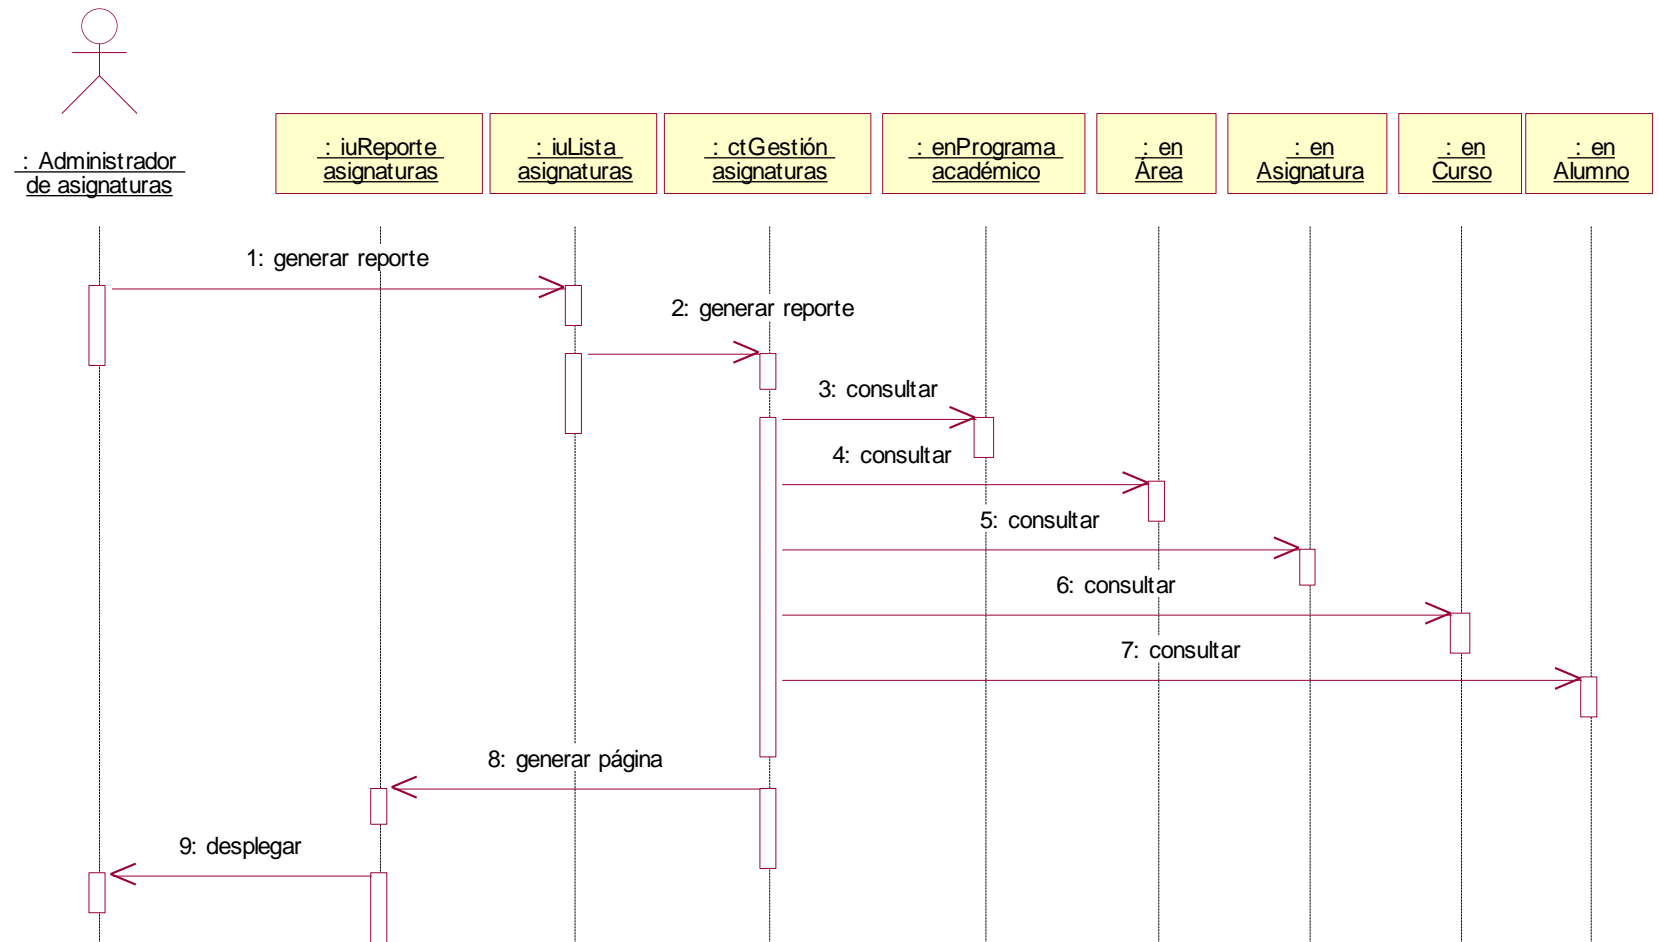 : Administrador
de asignaturas
: iuReporte
asignaturas
: iuLista
asignaturas
: ctGestión
asignaturas
: enPrograma
académico
: en
Área
: en
Asignatura
: en
Curso
: en
Alumno
1: generar reporte
2: generar reporte
3: consultar
4: consultar
5: consultar
6: consultar
7: consultar
8: generar página
9: desplegar